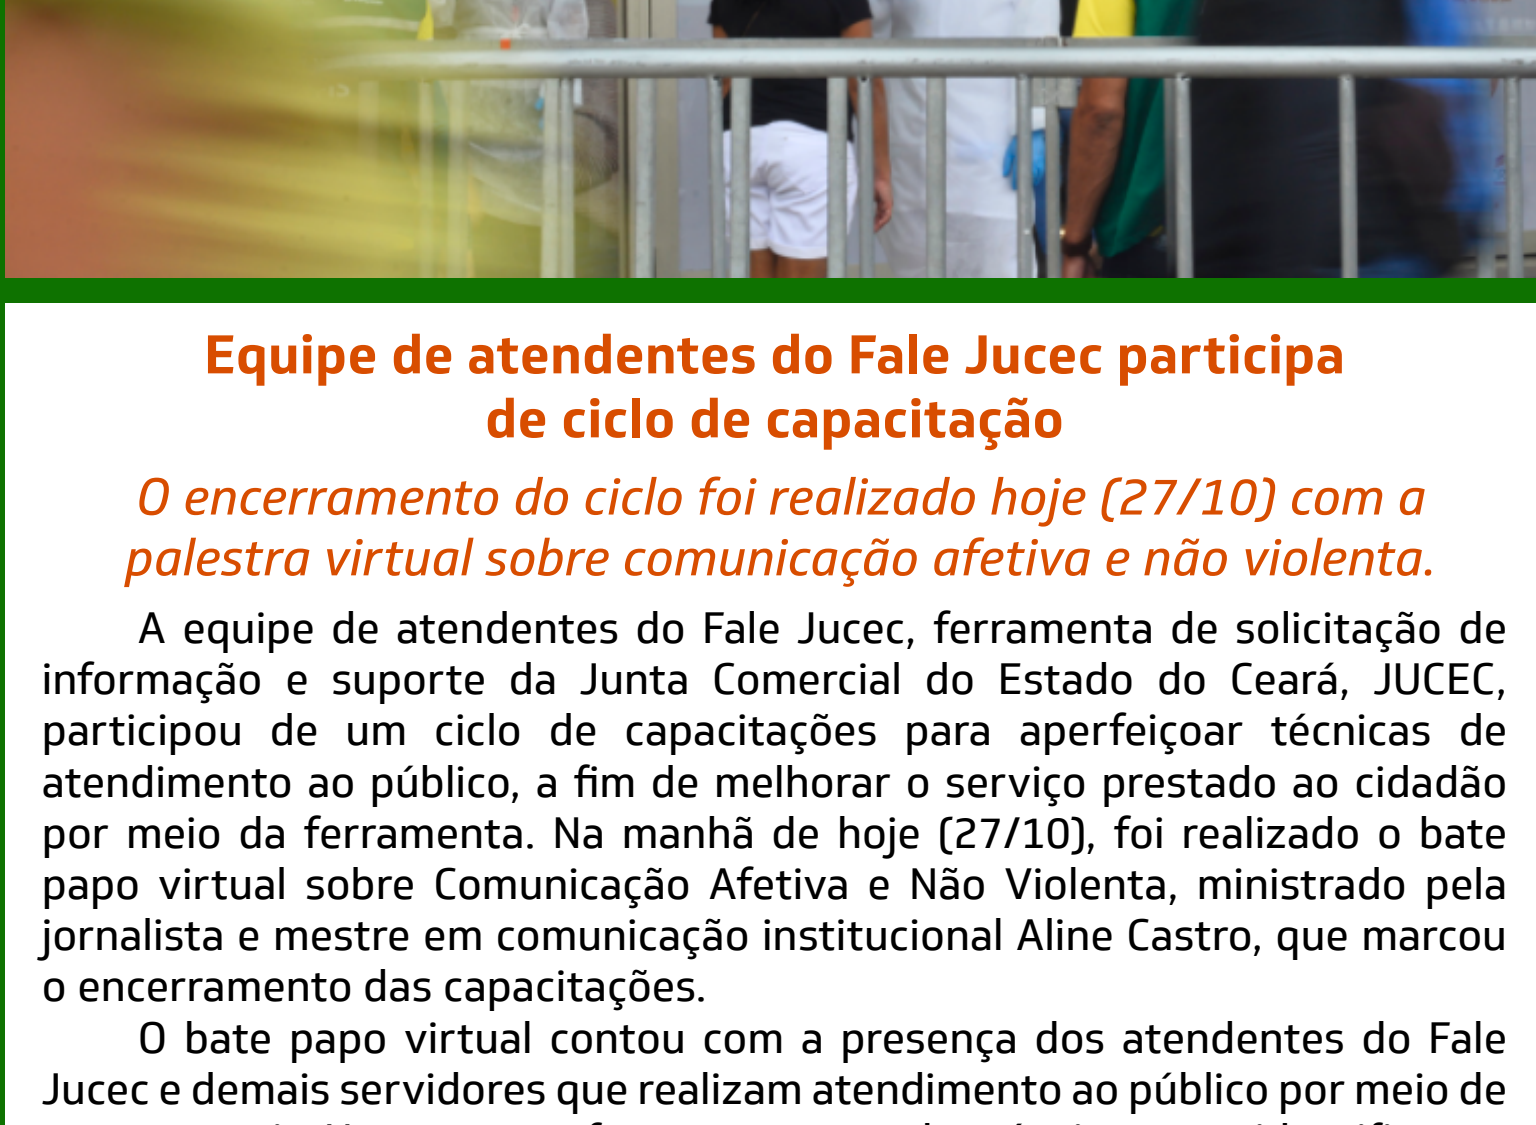 Equipe de atendentes do Fale Jucec participa
de ciclo de capacitação
O encerramento do ciclo foi realizado hoje (27/10) com a
palestra virtual sobre comunicação afetiva e não violenta.
A equipe de atendentes do Fale Jucec, ferramenta de solicitação de
informação e suporte da Junta Comercial do Estado do Ceará, JUCEC,
participou de um ciclo de capacitações para aperfeiçoar técnicas de
atendimento ao público, a fim de melhorar o serviço prestado ao cidadão
por meio da ferramenta. Na manhã de hoje (27/10), foi realizado o bate
papo virtual sobre Comunicação Afetiva e Não Violenta, ministrado pela
jornalista e mestre em comunicação institucional Aline Castro, que marcou
o encerramento das capacitações.
O bate papo virtual contou com a presença dos atendentes do Fale
Jucec e demais servidores que realizam atendimento ao público por meio de